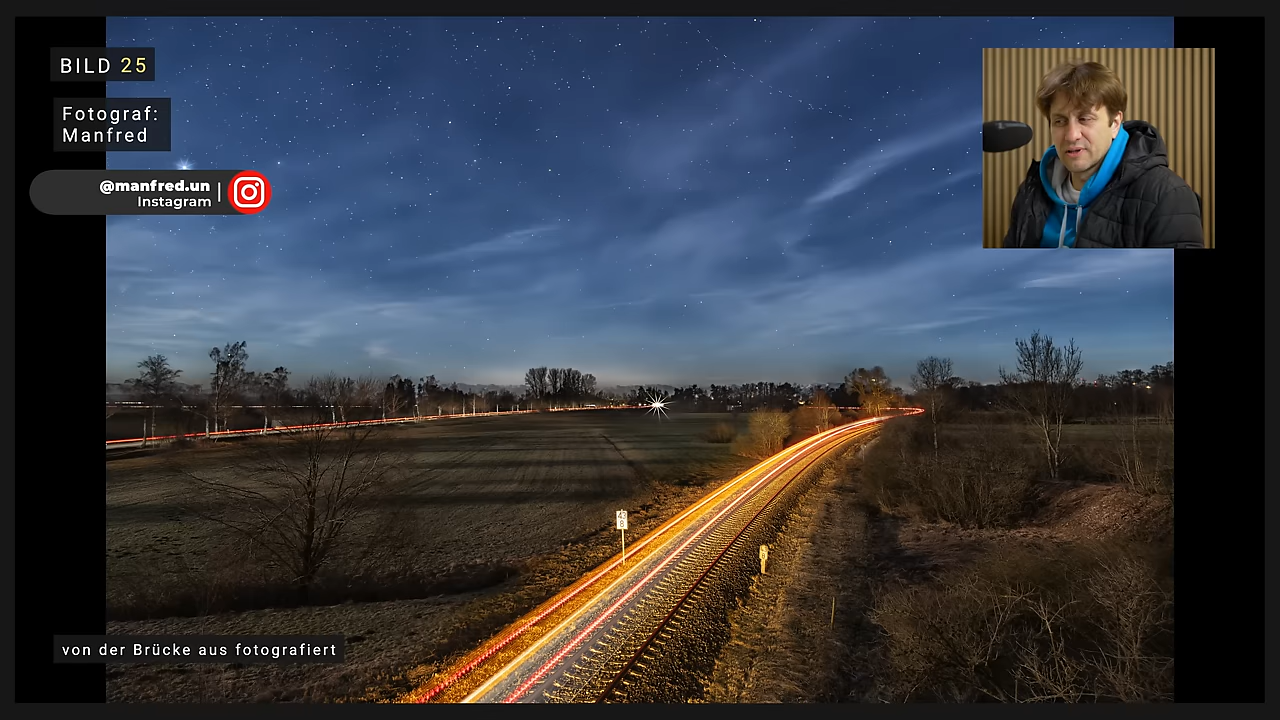 BILD 25
Fotograf:
Manfred
@manfred.un
Instagram
von der Brücke aus fotografiert